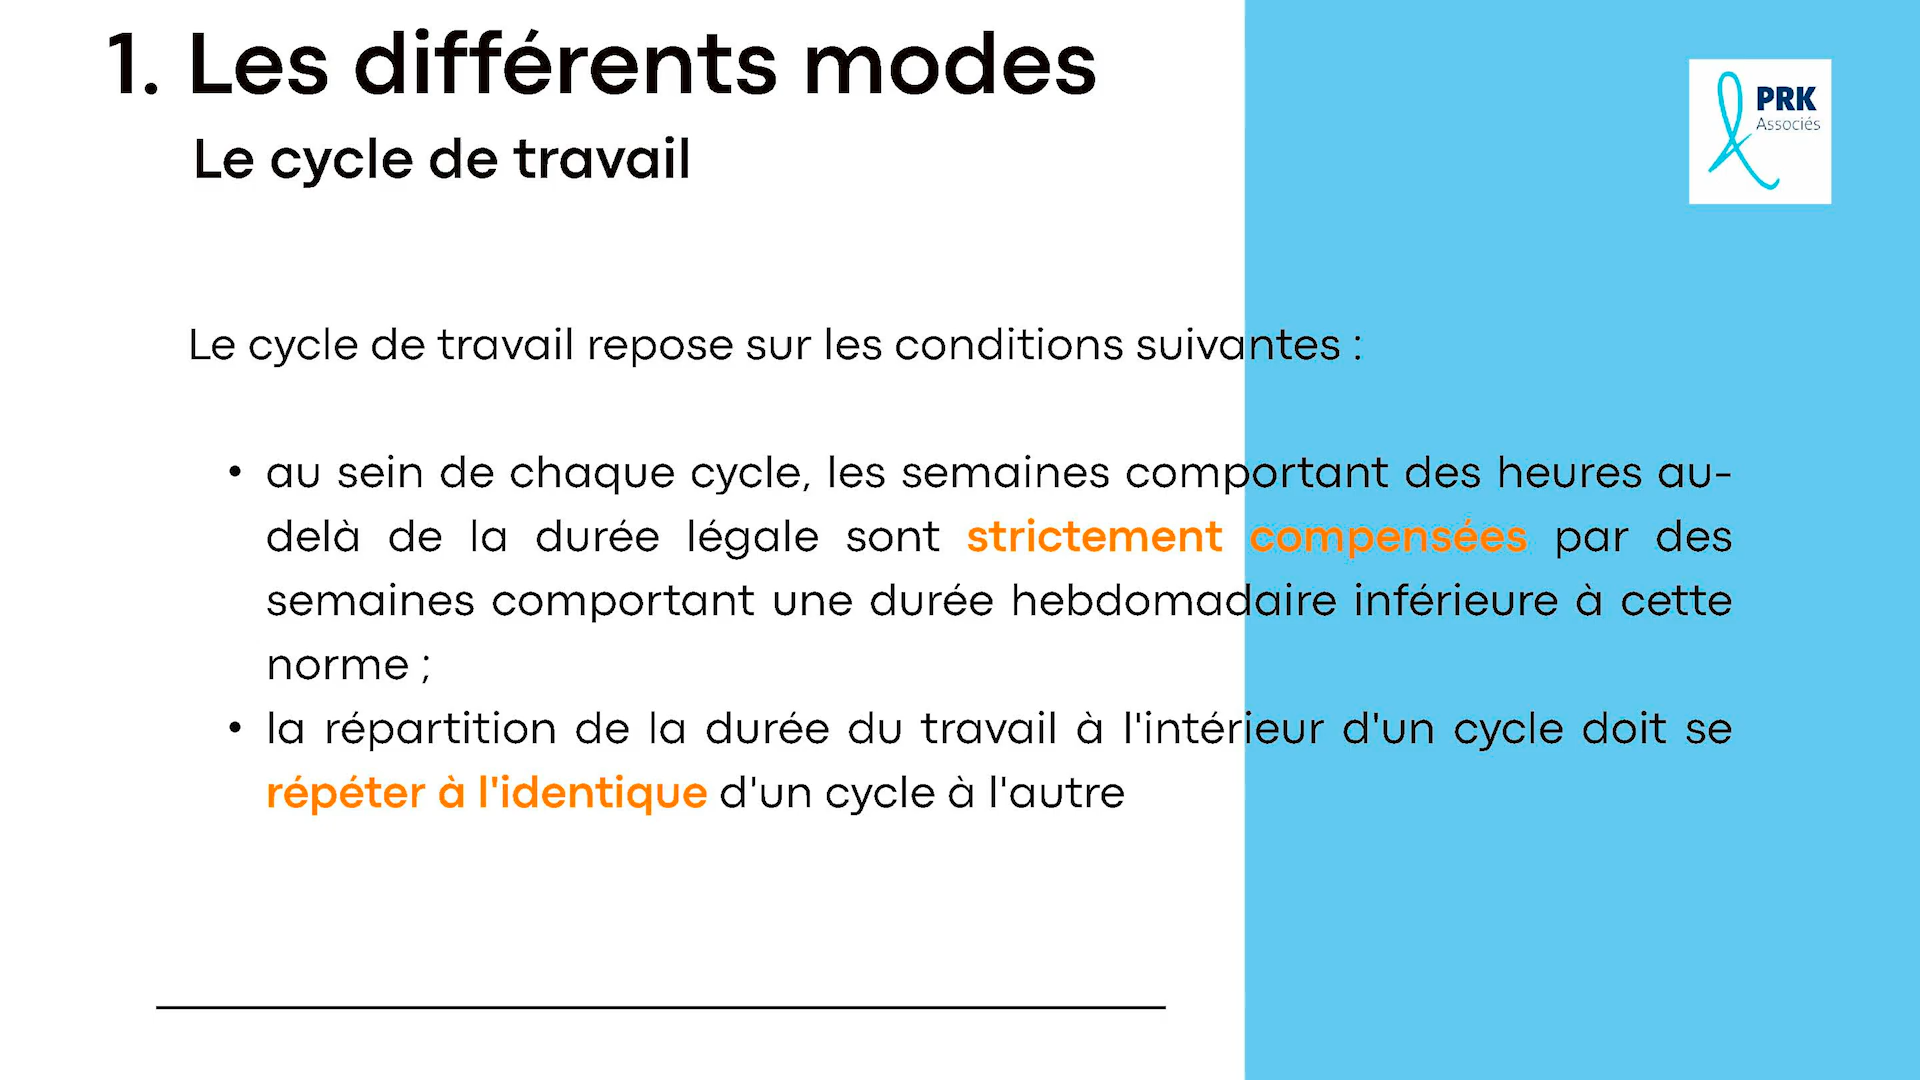 1. Les différents modes
Le cycle de travail
PRK
Associés
Le cycle de travail repose sur les conditions suivantes :
• au sein de chaque cycle, les semaines comportant des heures au-
delà de la durée légale sont strictement compensées par des
semaines comportant une durée hebdomadaire inférieure à cette
norme ;
• la répartition de la durée du travail à l'intérieur d'un cycle doit se
répéter à l'identique d'un cycle à l'autre